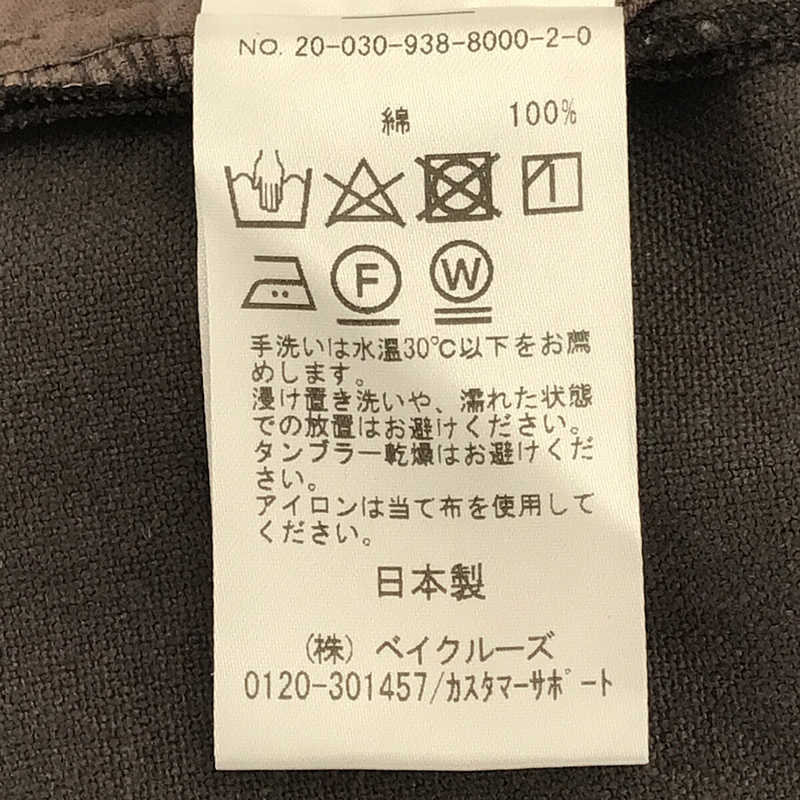 NO. 20-030-938-8000-2-0
綿 100%
F W
手洗いは水温30℃以下をお薦
めします。
浸け置き洗いや、濡れた状態
での放置はお避けください。
タンブラー乾燥はお避けくだ
さい。
アイロンは当て布を使用して
ください。
日本製
(株) ベイクルーズ
0120-301457/カスタマーサポート